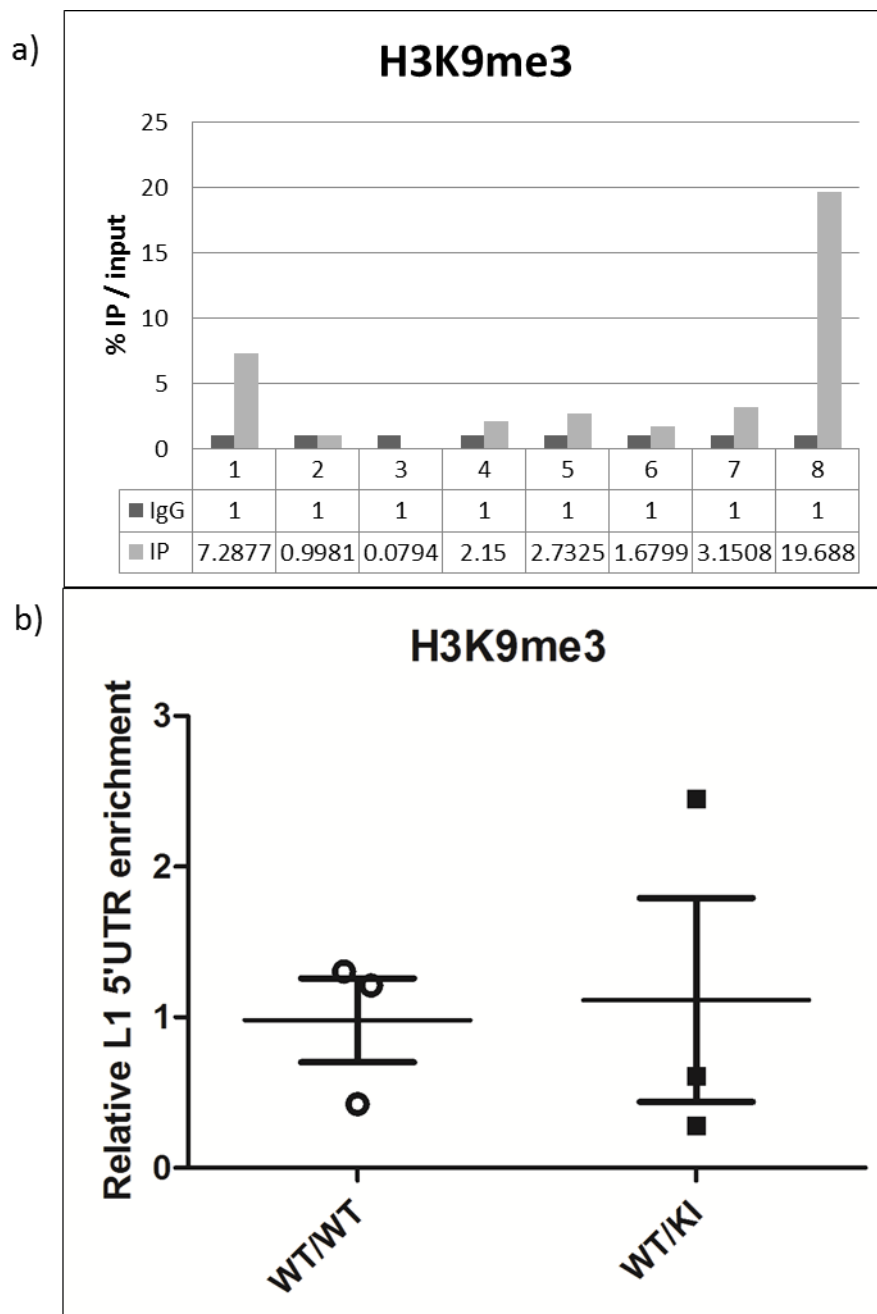 a)
H3K9me3
% IP / input
25
20
15
10
5
0
1 2 3 4 5 6 7 8
IgG 1 1 1 1 1 1 1 1
IP 7.2877 0.9981 0.0794 2.15 2.7325 1.6799 3.1508 19.688
b)
H3K9me3
Relative L1 5'UTR enrichment
3
2
1
0
WT/WT WT/KI